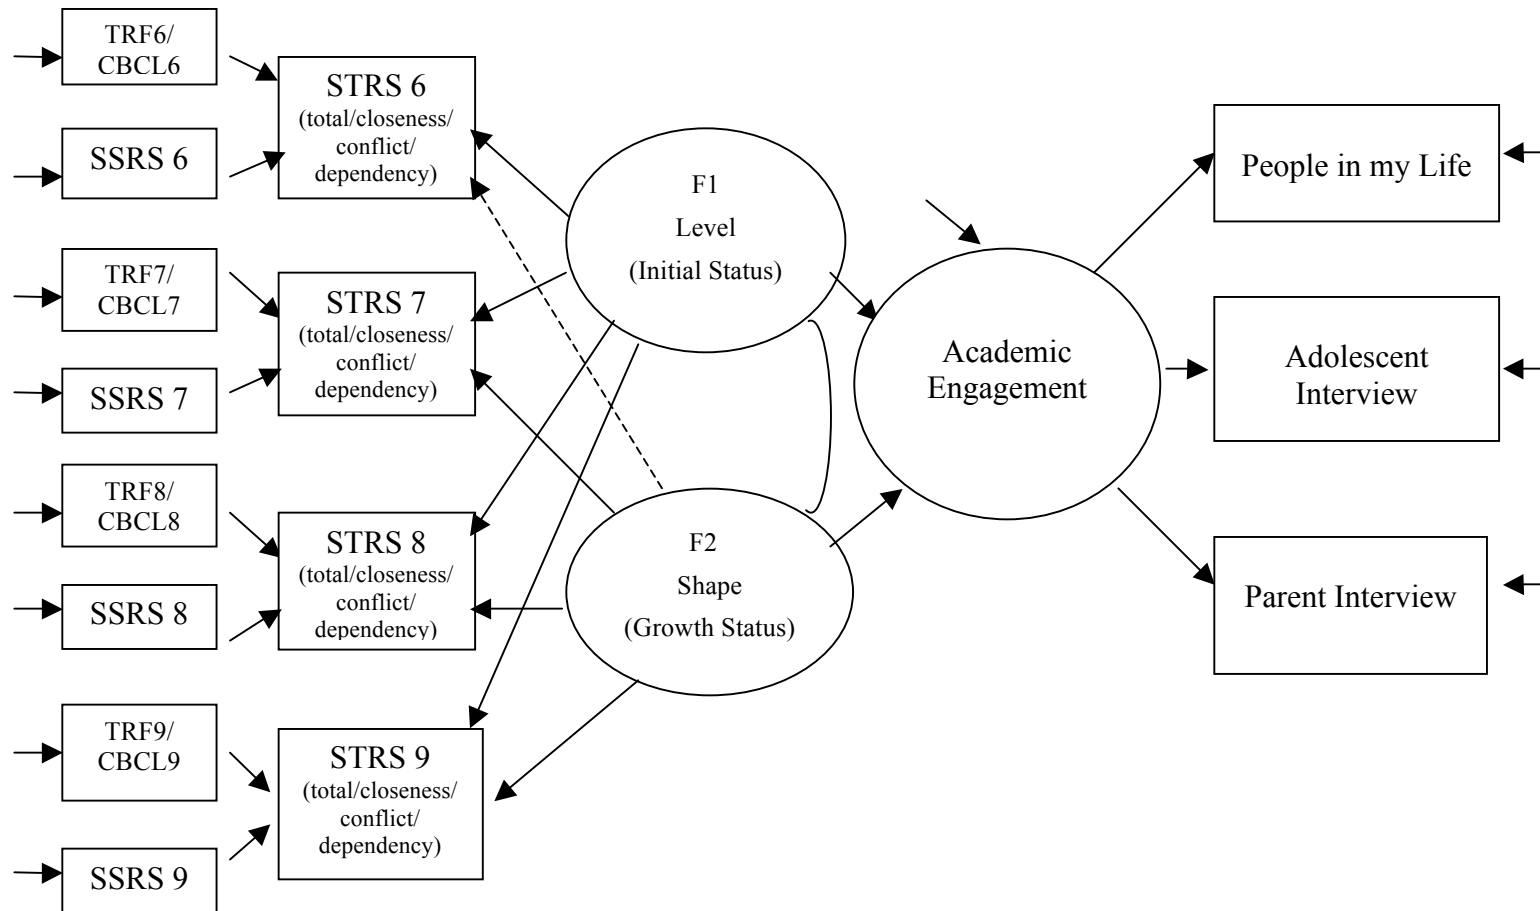 TRF6/
CBCL6
SSRS 6
STRS 6
(total/closeness/
conflict/
dependency)
TRF7/
CBCL7
SSRS 7
STRS 7
(total/closeness/
conflict/
dependency)
TRF8/
CBCL8
SSRS 8
STRS 8
(total/closeness/
conflict/
dependency)
TRF9/
CBCL9
SSRS 9
STRS 9
(total/closeness/
conflict/
dependency)
F1
Level
(Initial Status)
F2
Shape
(Growth Status)
Academic
Engagement
People in my Life
Adolescent
Interview
Parent Interview